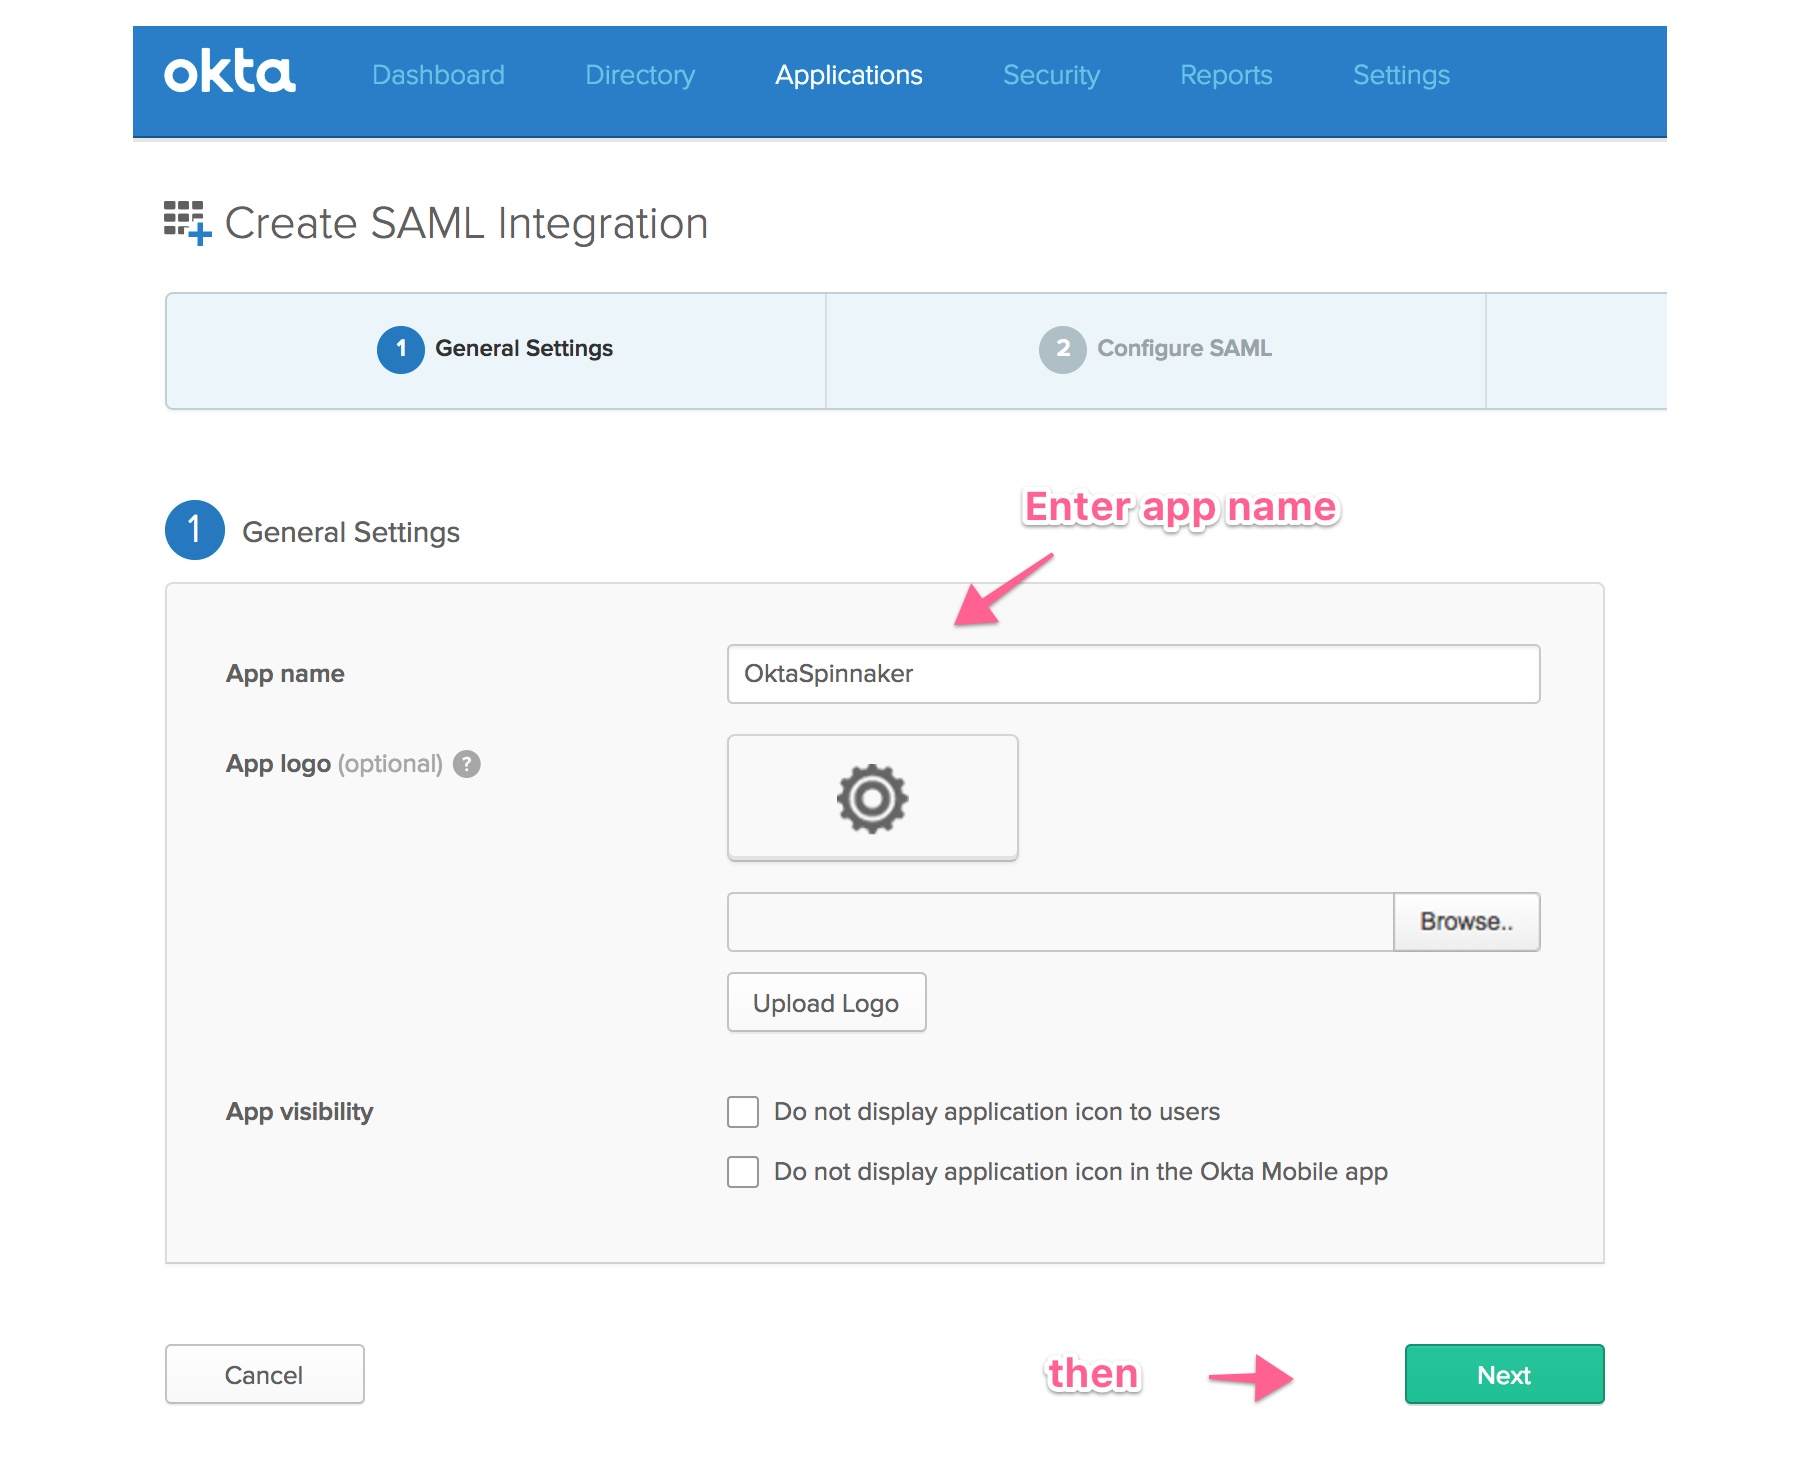 okta Dashboard Directory Applications Security Reports Settings
Create SAML Integration
1 General Settings 2 Configure SAML
Enter app name
1 General Settings
App name OktaSpinnaker
App logo (optional) ?
Browse..
Upload Logo
App visibility Do not display application icon to users
Do not display application icon in the Okta Mobile app
Cancel then Next